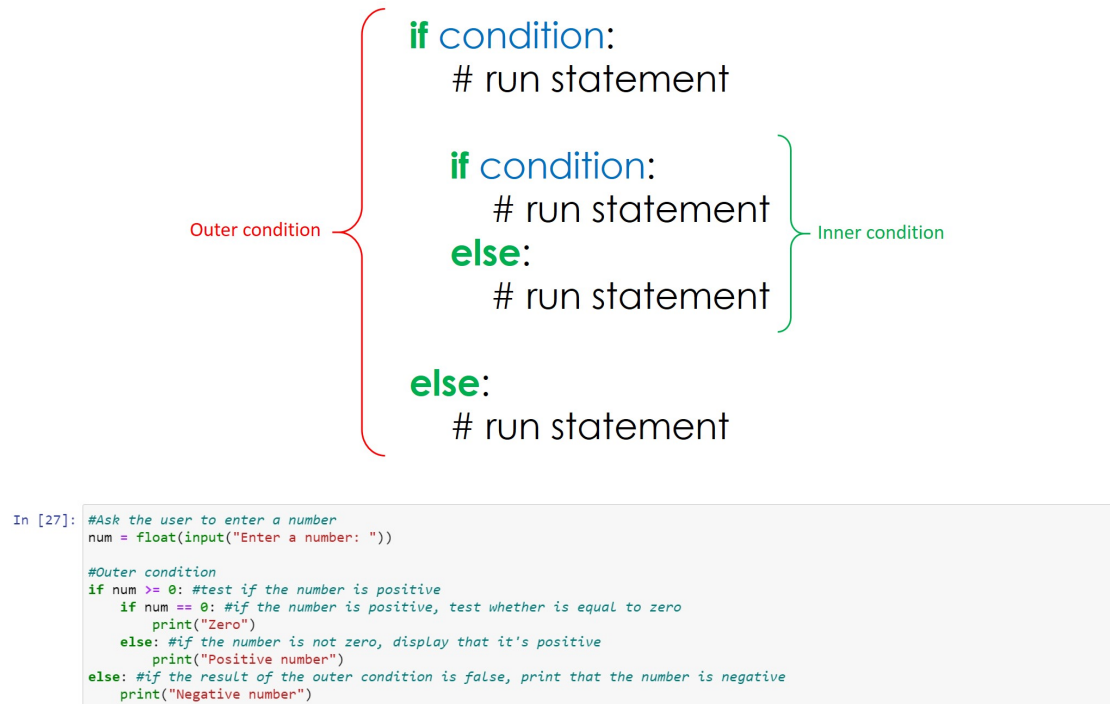 if condition:
# run statement
if condition:
# run statement
Outer condition
Inner condition
else:
# run statement
else:
# run statement
In [27]:
#Ask the user to enter a number
num = float(input("Enter a number: "))
#Outer condition
if num >= 0: #test if the number is positive
if num == 0: #if the number is positive, test whether is equal to zero
print("Zero")
else: #if the number is not zero, display that it's positive
print("Positive number")
else: #if the result of the outer condition is false, print that the number is negative
print("Negative number")